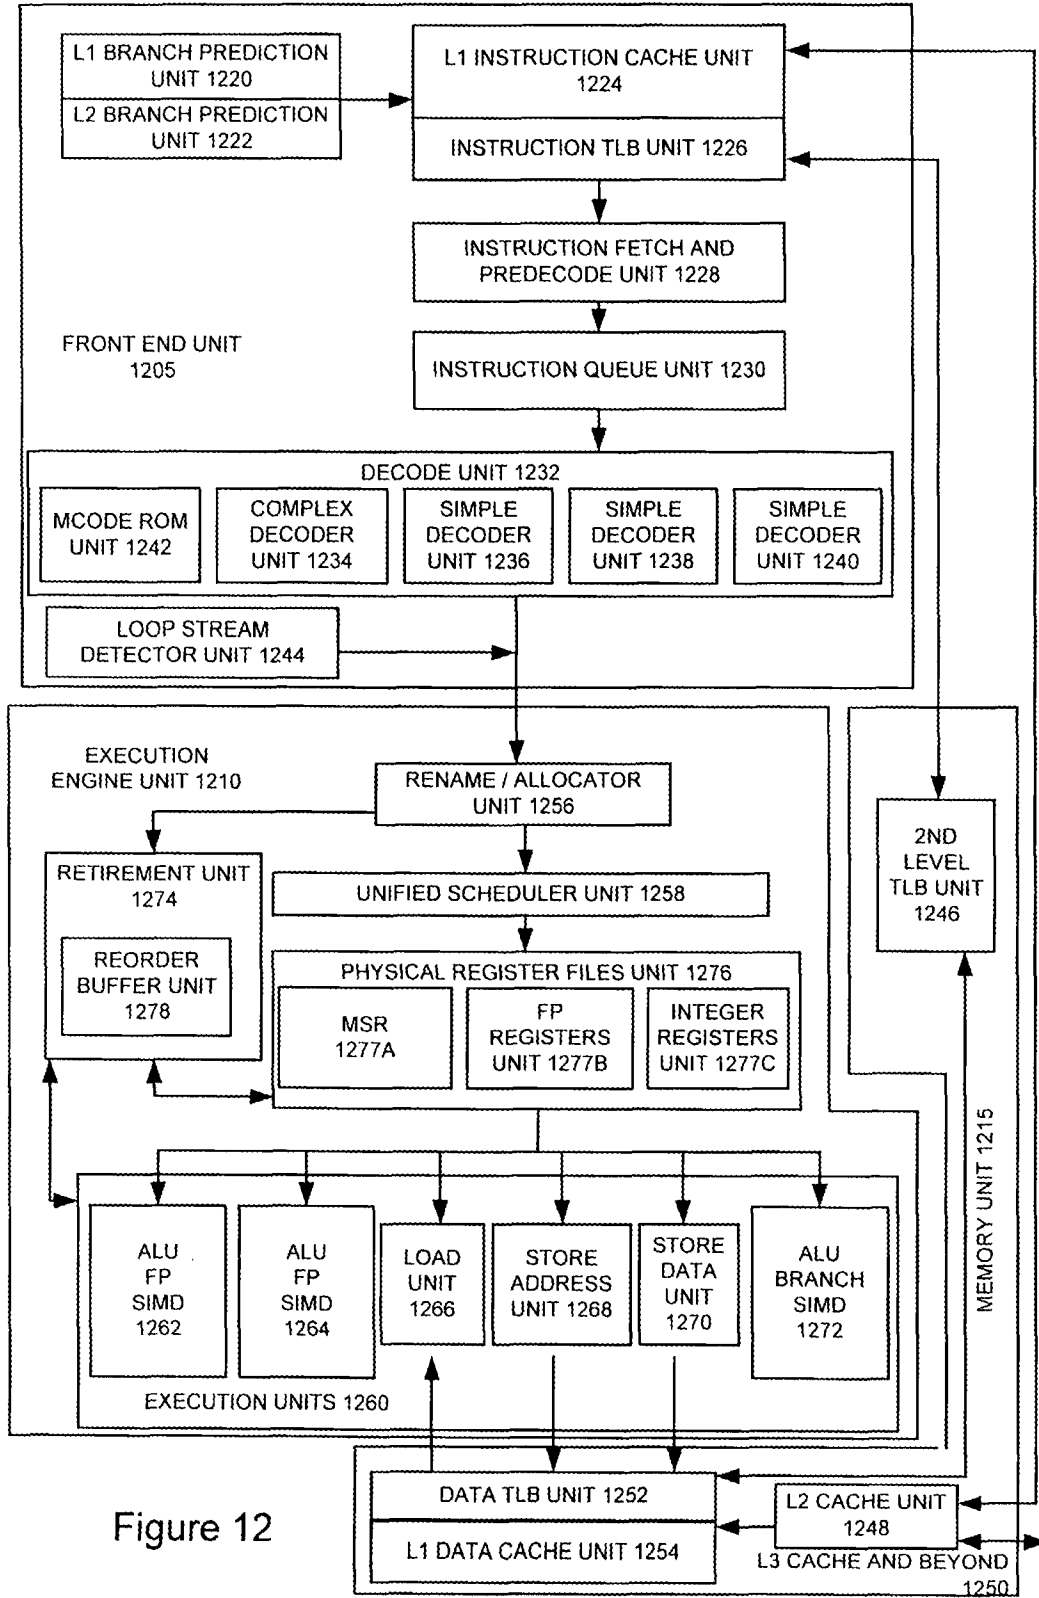 L1 BRANCH PREDICTION
UNIT 1220
L2 BRANCH PREDICTION
UNIT 1222
L1 INSTRUCTION CACHE UNIT
1224
INSTRUCTION TLB UNIT 1226
INSTRUCTION FETCH AND
PREDECODE UNIT 1228
FRONT END UNIT
1205
INSTRUCTION QUEUE UNIT 1230
DECODE UNIT 1232
MCODE ROM
UNIT 1242
COMPLEX
DECODER
UNIT 1234
SIMPLE
DECODER
UNIT 1236
SIMPLE
DECODER
UNIT 1238
SIMPLE
DECODER
UNIT 1240
LOOP STREAM
DETECTOR UNIT 1244
EXECUTION
ENGINE UNIT 1210
RENAME / ALLOCATOR
UNIT 1256
2ND
LEVEL
TLB UNIT
1246
RETIREMENT UNIT
1274
UNIFIED SCHEDULER UNIT 1258
REORDER
BUFFER UNIT
1278
PHYSICAL REGISTER FILES UNIT 1276
MSR
1277A
FP
REGISTERS
UNIT 1277B
INTEGER
REGISTERS
UNIT 1277C
MEMORY UNIT 1215
ALU
FP
SIMD
1262
ALU
FP
SIMD
1264
LOAD
UNIT
1266
STORE
ADDRESS
UNIT 1268
STORE
DATA
UNIT
1270
ALU
BRANCH
SIMD
1272
EXECUTION UNITS 1260
DATA TLB UNIT 1252
L1 DATA CACHE UNIT 1254
L2 CACHE UNIT
1248
L3 CACHE AND BEYOND
1250
Figure 12